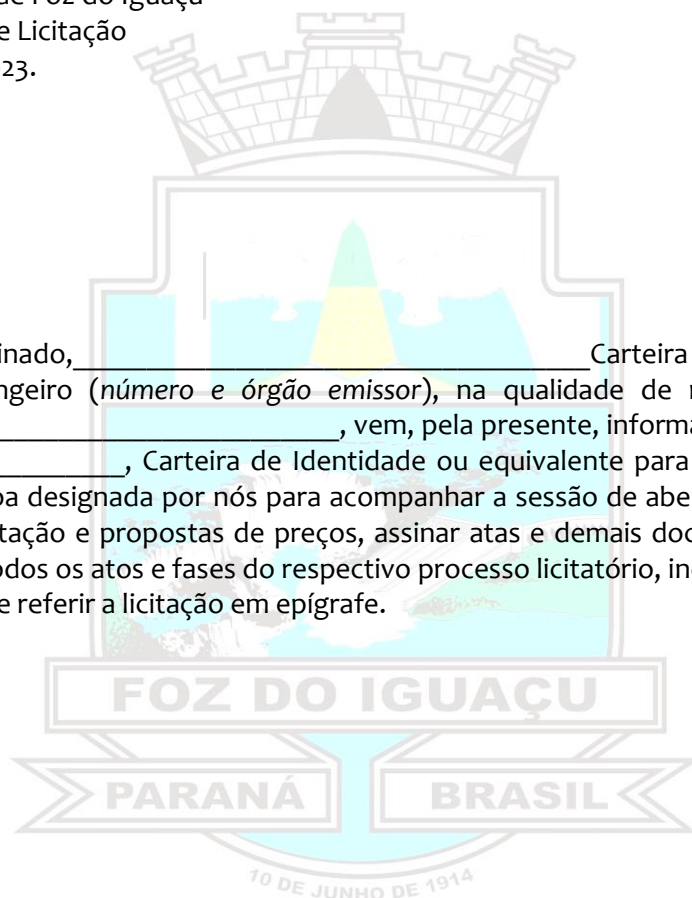 de Foz do Iguaçu
e Licitação
23.
inado,___________________________________Carteira
ngeiro (número e órgão emissor), na qualidade de
_______________________, vem, pela presente, informa
_________, Carteira de Identidade ou equivalente para
oa designada por nós para acompanhar a sessão de abe
tação e propostas de preços, assinar atas e demais doc
odos os atos e fases do respectivo processo licitatório, in
e referir a licitação em epígrafe.
FOZ DO IGUAÇU
PARANÁ BRASIL
10 DE JUNHO DE 1914